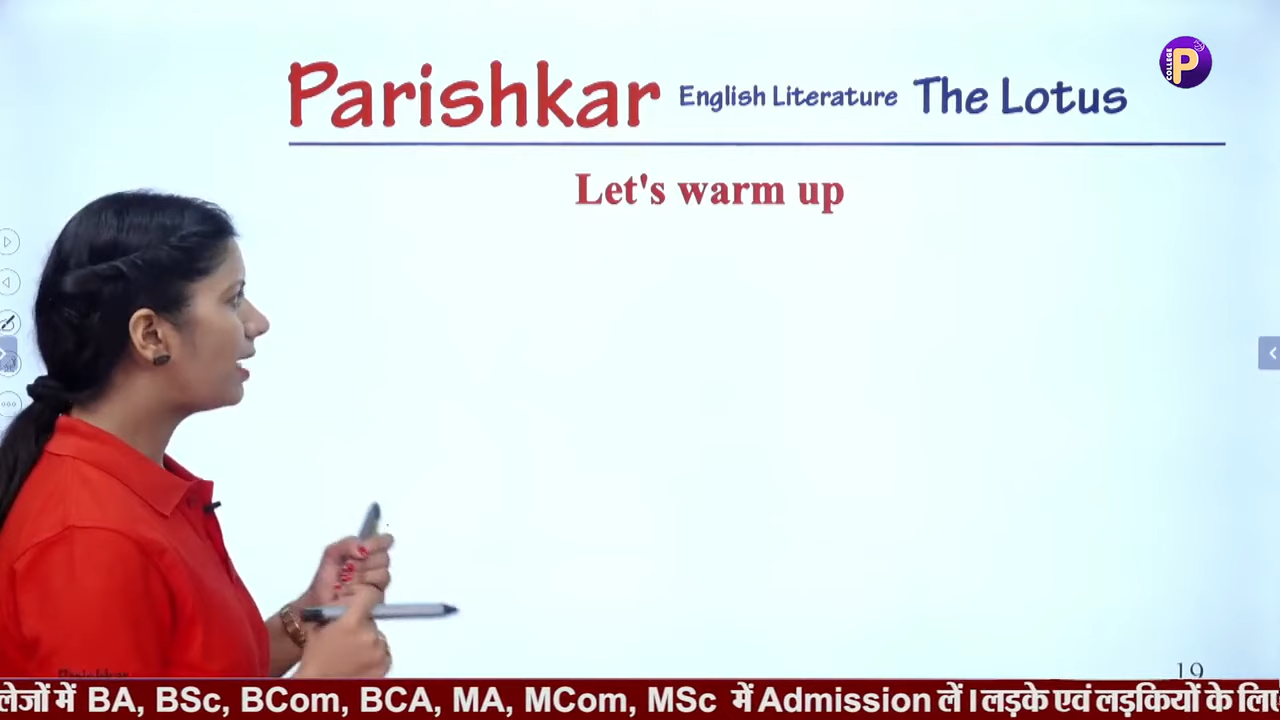 Parishkar English Literature The Lotus
COLLEGE P
Let's warm up
19
लेजों में BA, BSc, BCom, BCA, MA, MCom, MSc में Admission लें । लड़के एवं लड़कियों के लिए